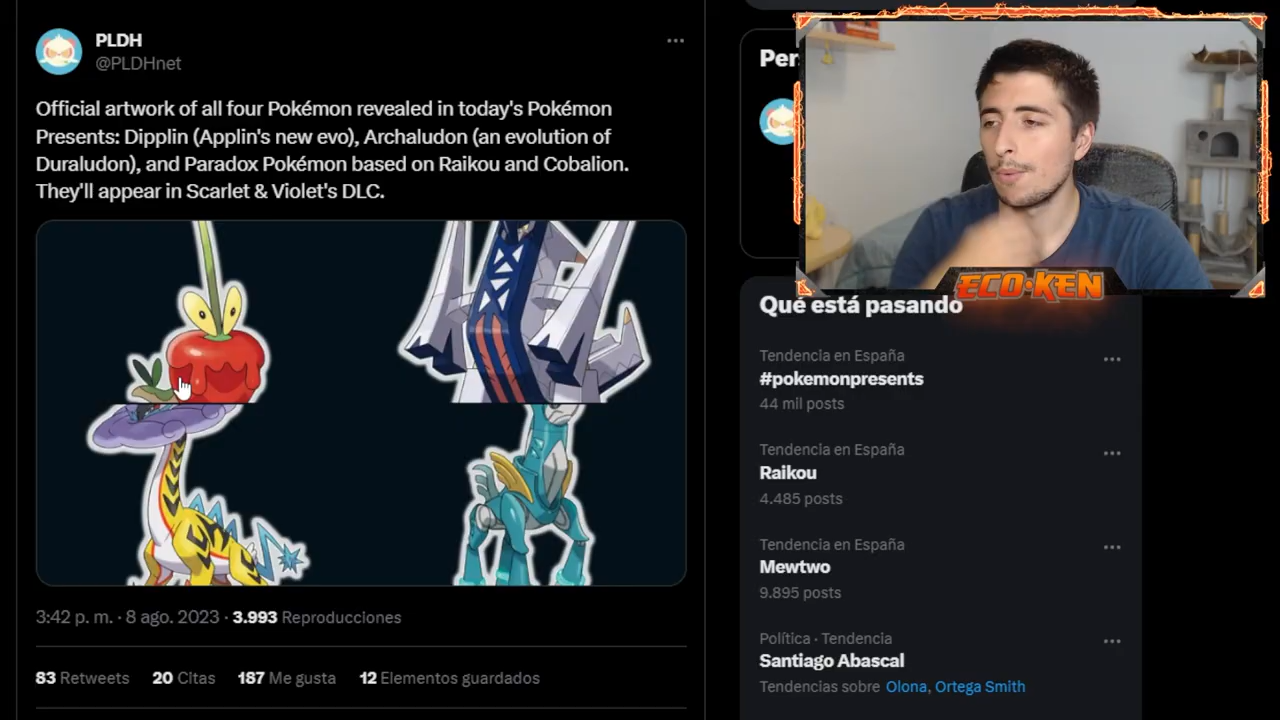 PLDH
@PLDHnet
Official artwork of all four Pokémon revealed in today's Pokémon
Presents: Dipplin (Applin's new evo), Archaludon (an evolution of
Duraludon), and Paradox Pokémon based on Raikou and Cobalion.
They'll appear in Scarlet & Violet's DLC.
3:42 p. m. · 8 ago. 2023 · 3.993 Reproducciones
83 Retweets 20 Citas 187 Me gusta 12 Elementos guardados
ECO·KEN
Qué está pasando
Tendencia en España
#pokemonpresents
44 mil posts
Tendencia en España
Raikou
4.485 posts
Tendencia en España
Mewtwo
9.895 posts
Política · Tendencia
Santiago Abascal
Tendencias sobre Olona, Ortega Smith